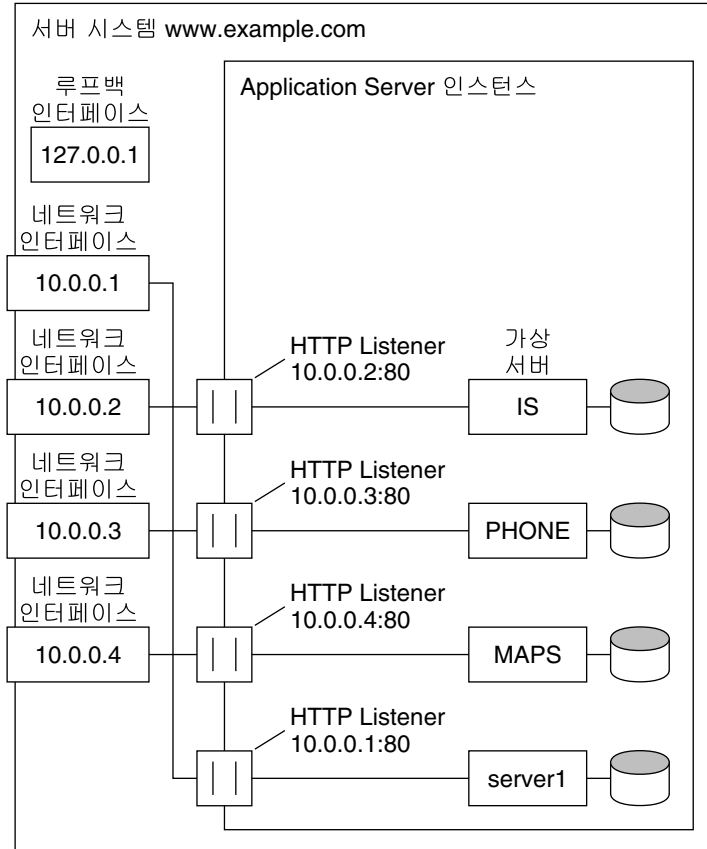 서버 시스템 www.example.com
루프백
인터페이스
127.0.0.1
Application Server 인스턴스
네트워크
인터페이스
10.0.0.1
네트워크
인터페이스
10.0.0.2
HTTP Listener
10.0.0.2:80
가상
서버
IS
네트워크
인터페이스
10.0.0.3
HTTP Listener
10.0.0.3:80
PHONE
네트워크
인터페이스
10.0.0.4
HTTP Listener
10.0.0.4:80
MAPS
HTTP Listener
10.0.0.1:80
server1